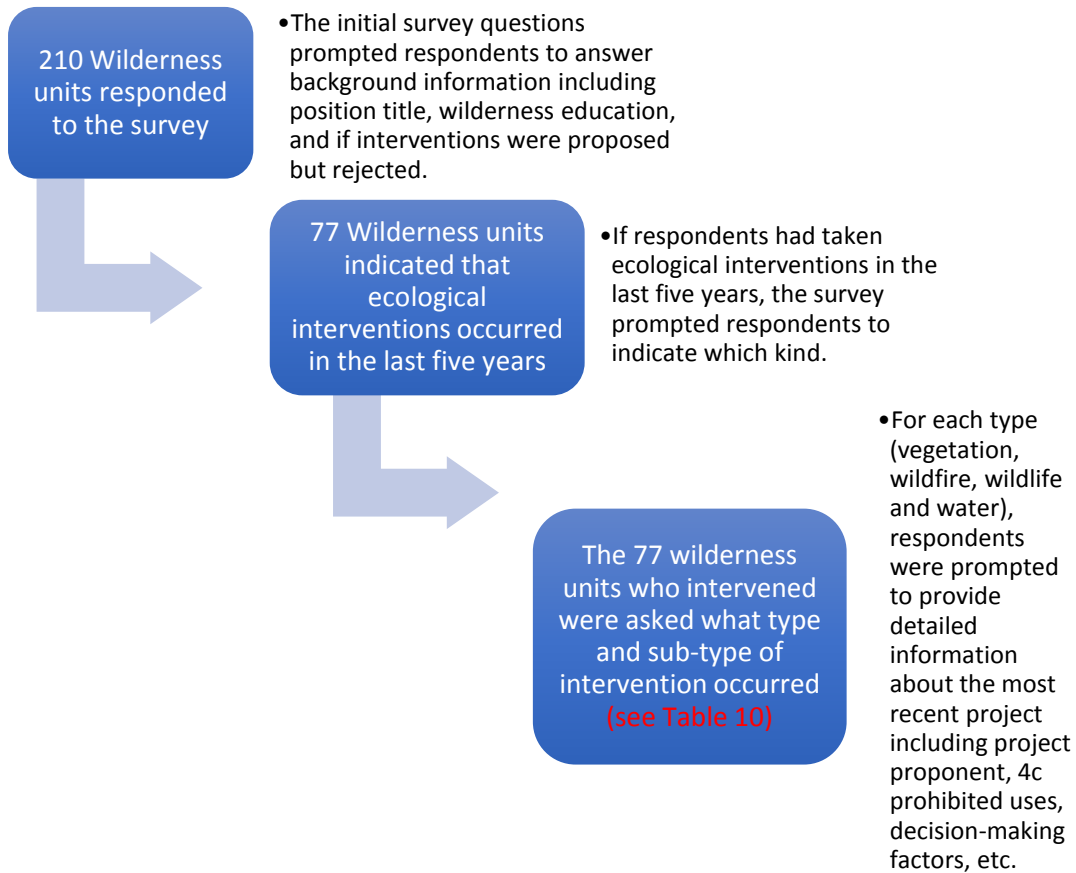 210 Wilderness
units responded
to the survey
•The initial survey questions
prompted respondents to answer
background information including
position title, wilderness education,
and if interventions were proposed
but rejected.
77 Wilderness units
indicated that
ecological
interventions occurred
in the last five years
•If respondents had taken
ecological interventions in the
last five years, the survey
prompted respondents to
indicate which kind.
The 77 wilderness
units who intervened
were asked what type
and sub-type of
intervention occurred
(see Table 10)
•For each type
(vegetation,
wildfire, wildlife
and water),
respondents
were prompted
to provide
detailed
information
about the most
recent project
including project
proponent, 4c
prohibited uses,
decision-making
factors, etc.